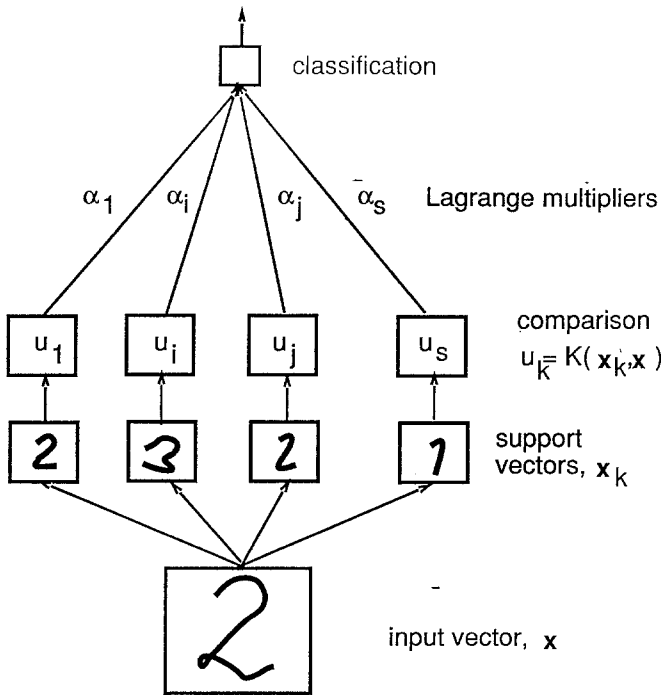 classification
α1 αi αj αs Lagrange multipliers
comparison
u1 ui uj us uk= K( xk,x )
2 3 2 1 support
vectors, xk
2
input vector, x